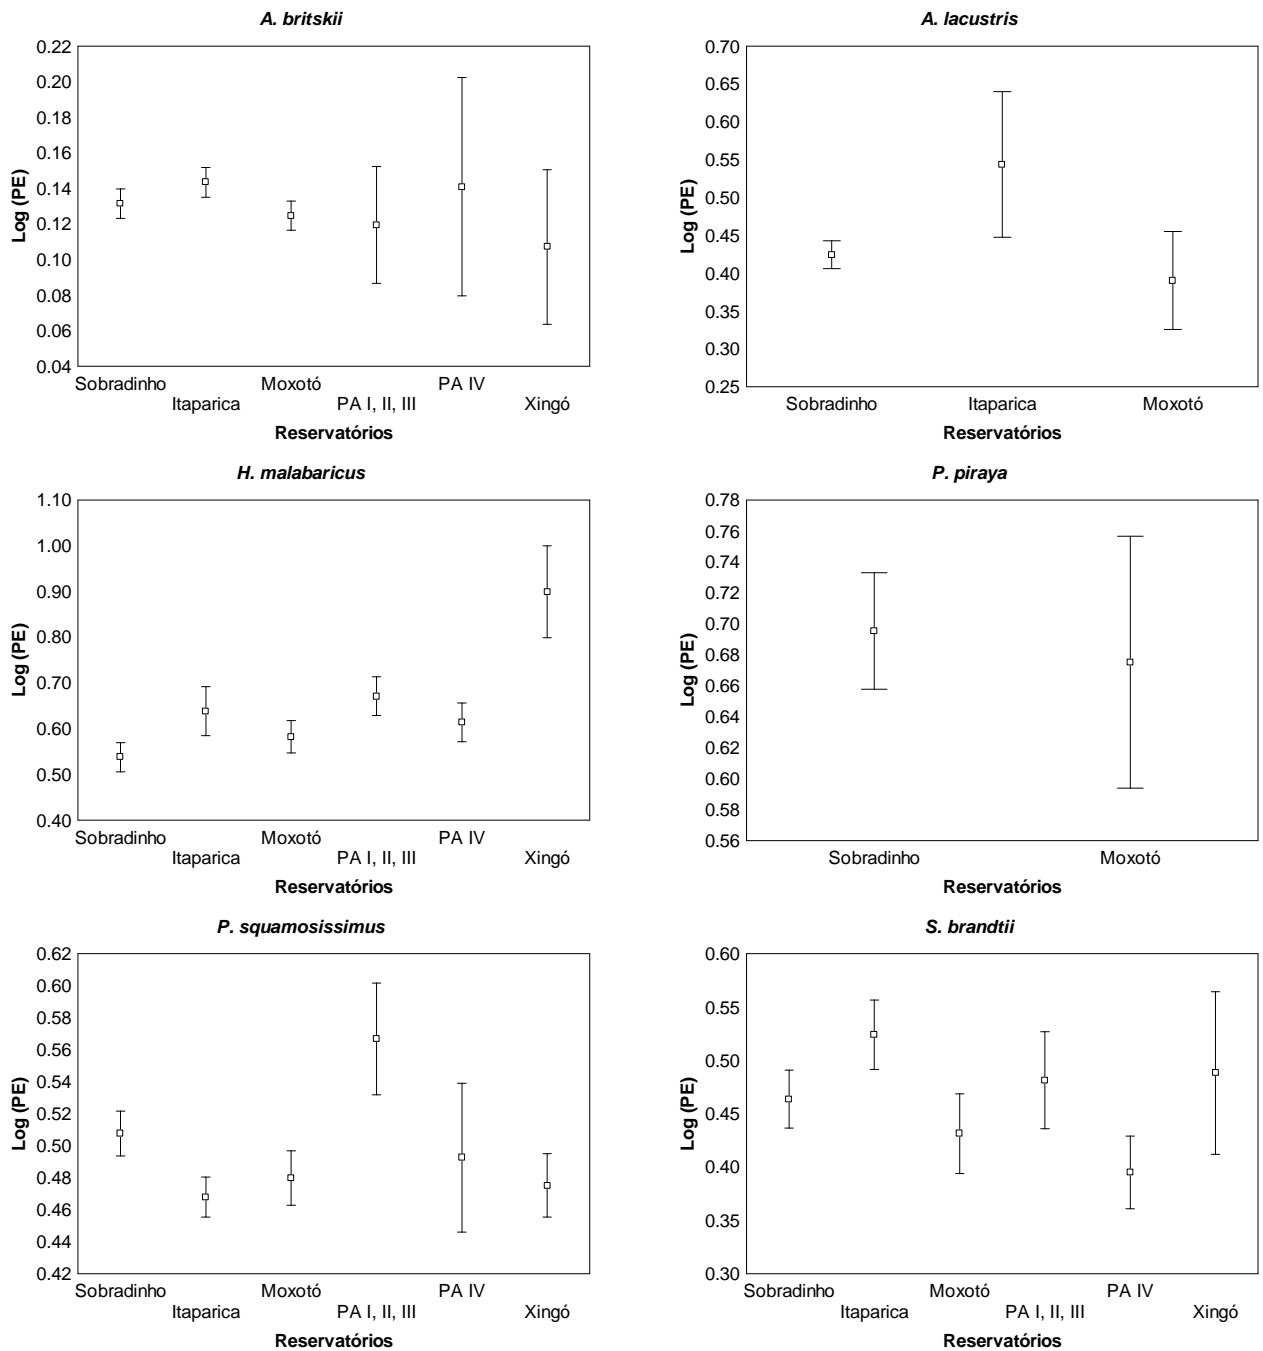 A. britskii
0.22
0.20
0.18
0.16
0.14
0.12
0.10
0.08
0.06
0.04
Log (PE)
Sobradinho Moxotó PA IV
Itaparica PA I, II, III Xingó
Reservatórios
A. lacustris
0.70
0.65
0.60
0.55
0.50
0.45
0.40
0.35
0.30
0.25
Log (PE)
Sobradinho Itaparica Moxotó
Reservatórios
H. malabaricus
1.10
1.00
0.90
0.80
0.70
0.60
0.50
0.40
Log (PE)
Sobradinho Moxotó PA IV
Itaparica PA I, II, III Xingó
Reservatórios
P. piraya
0.78
0.76
0.74
0.72
0.70
0.68
0.66
0.64
0.62
0.60
0.58
0.56
Log (PE)
Sobradinho Moxotó
Reservatórios
P. squamosissimus
0.62
0.60
0.58
0.56
0.54
0.52
0.50
0.48
0.46
0.44
0.42
Log (PE)
Sobradinho Moxotó PA IV
Itaparica PA I, II, III Xingó
Reservatórios
S. brandtii
0.60
0.55
0.50
0.45
0.40
0.35
0.30
Log (PE)
Sobradinho Moxotó PA IV
Itaparica PA I, II, III Xingó
Reservatórios